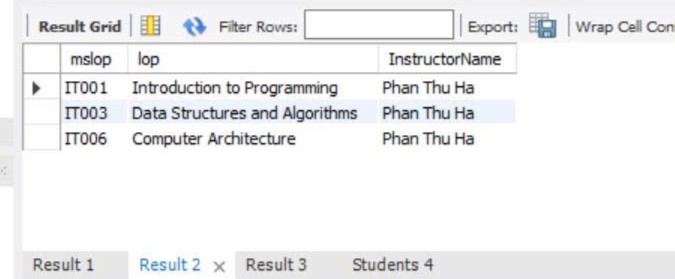 Result Grid Filter Rows: Export: Wrap Cell Con
mslop lop InstructorName
IT001 Introduction to Programming Phan Thu Ha
IT003 Data Structures and Algorithms Phan Thu Ha
IT006 Computer Architecture Phan Thu Ha
Result 1 Result 2 × Result 3 Students 4